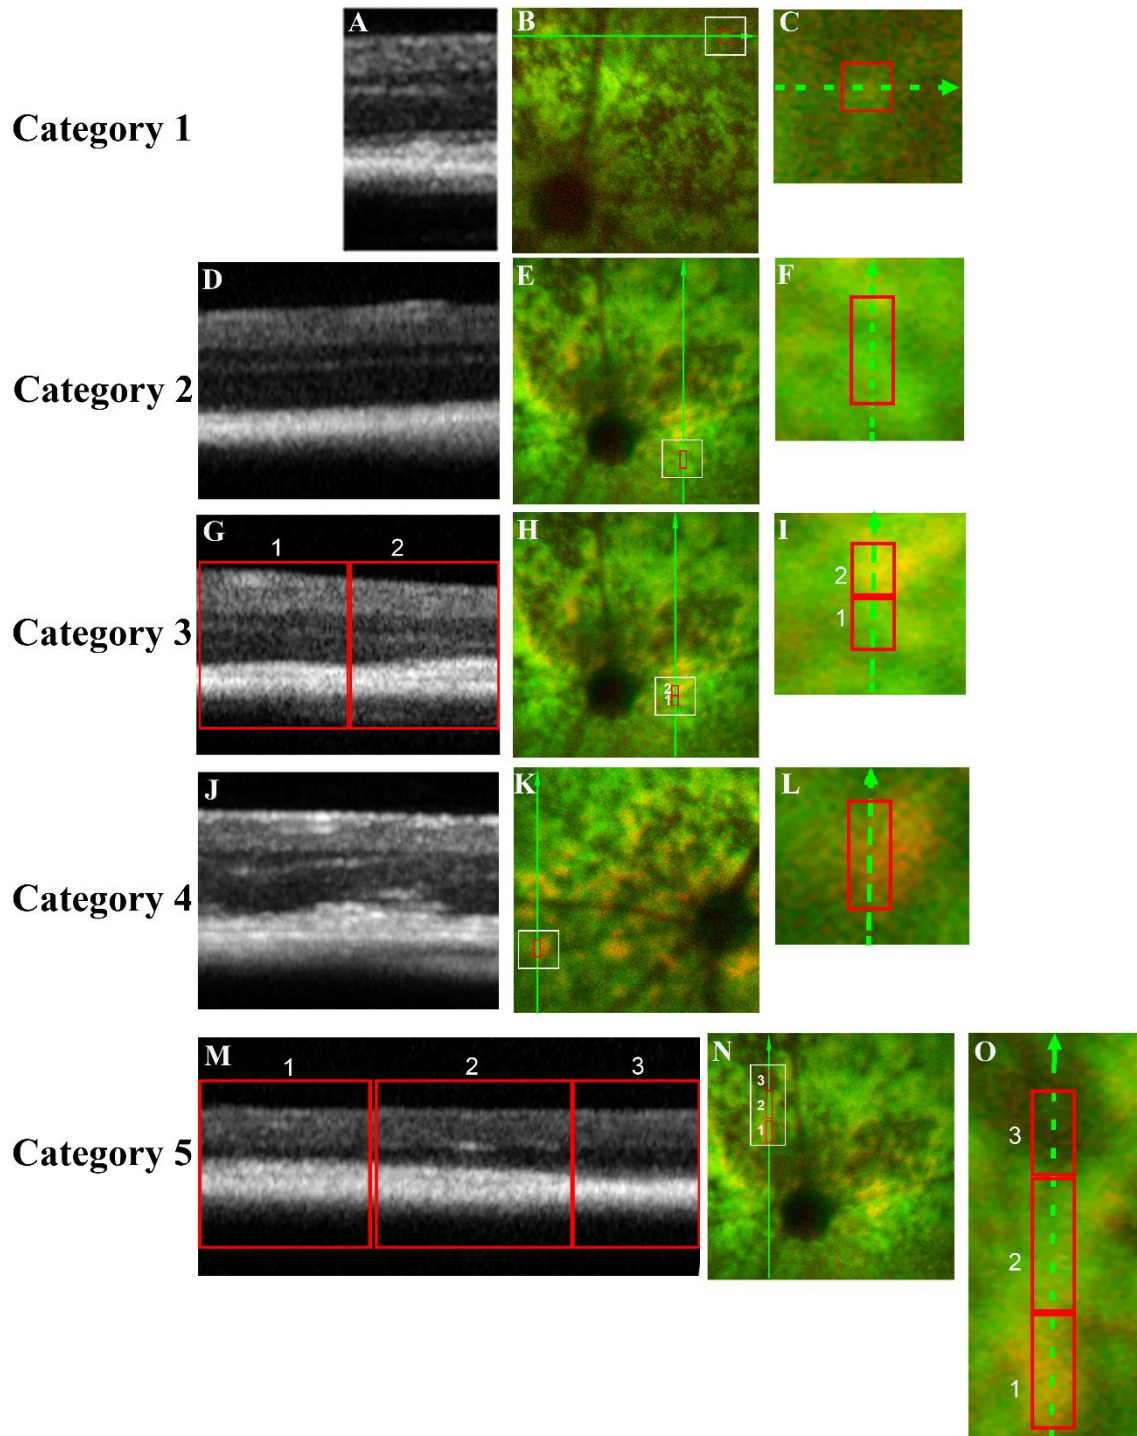 A B C
Category 1
D E F
Category 2
G 1 2 H 2 1 I 2 1
Category 3
J K L
Category 4
M 1 2 3 N 3 2 1 O 3 2 1
Category 5